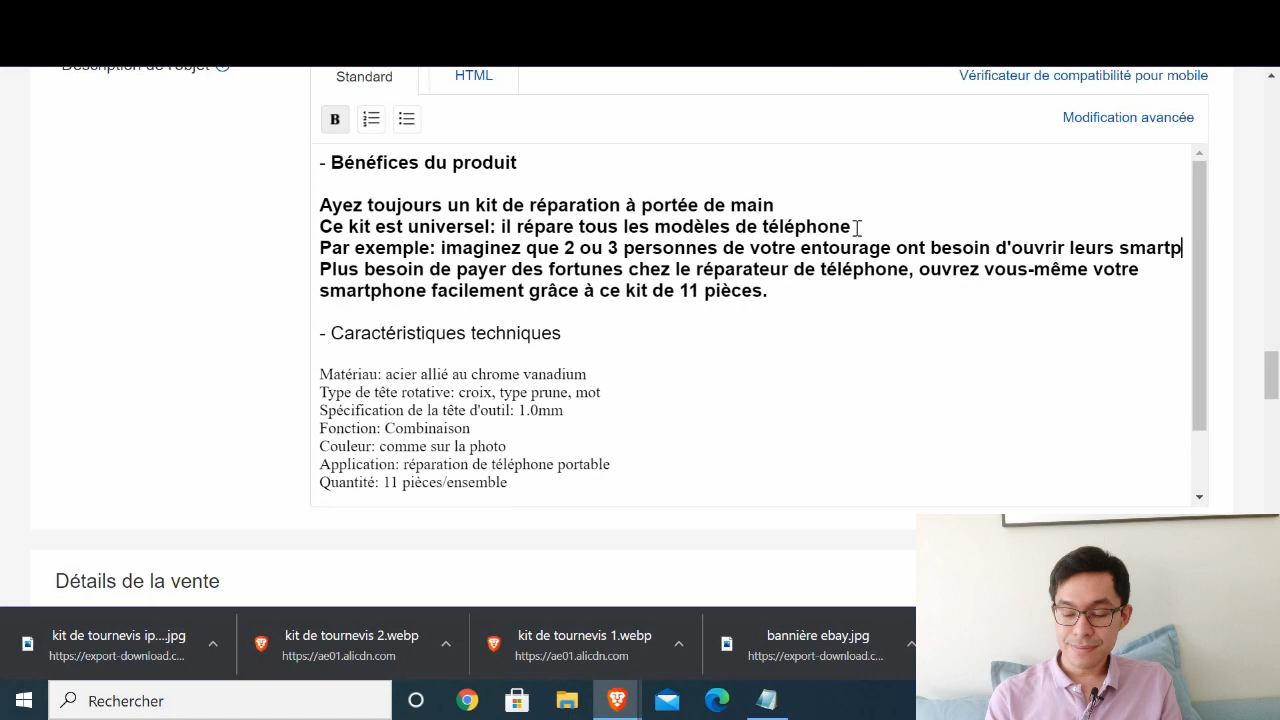 Description de l'objet
Standard
HTML
Vérificateur de compatibilité pour mobile
B
Modification avancée
- Bénéfices du produit
Ayez toujours un kit de réparation à portée de main
Ce kit est universel: il répare tous les modèles de téléphone
Par exemple: imaginez que 2 ou 3 personnes de votre entourage ont besoin d'ouvrir leurs smartp
Plus besoin de payer des fortunes chez le réparateur de téléphone, ouvrez vous-même votre
smartphone facilement grâce à ce kit de 11 pièces.
- Caractéristiques techniques
Matériau: acier allié au chrome vanadium
Type de tête rotative: croix, type prune, mot
Spécification de la tête d'outil: 1.0mm
Fonction: Combinaison
Couleur: comme sur la photo
Application: réparation de téléphone portable
Quantité: 11 pièces/ensemble
Détails de la vente
kit de tournevis ip....jpg
https://export-download.c...
kit de tournevis 2.webp
https://ae01.alicdn.com
kit de tournevis 1.webp
https://ae01.alicdn.com
bannière ebay.jpg
https://export-download.c...
Rechercher